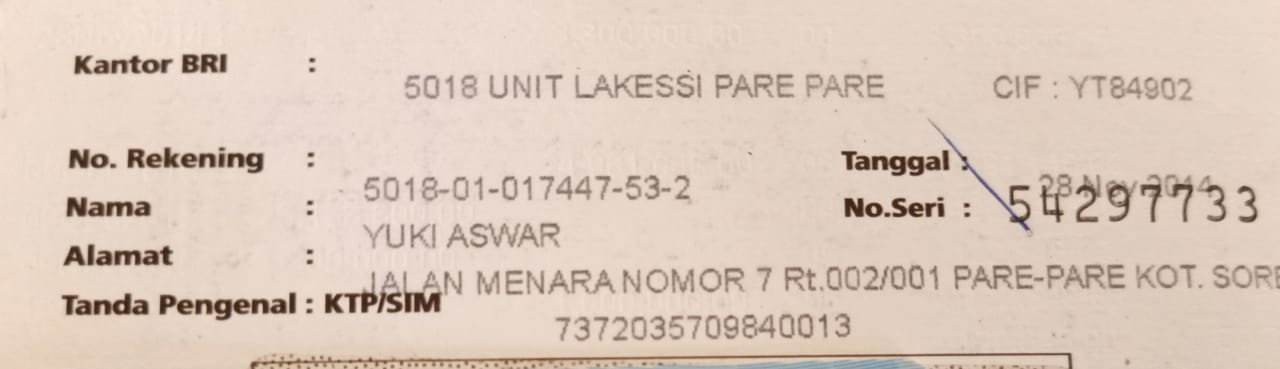 Kantor BRI :
5018 UNIT LAKESSI PARE PARE CIF : YT84902
No. Rekening : Tanggal :
5018-01-017447-53-2 28 Nov 2014
Nama : No.Seri : 54297733
YUKI ASWAR
Alamat :
JALAN MENARA NOMOR 7 Rt.002/001 PARE-PARE KOT. SORE
Tanda Pengenal : KTP/SIM
7372035709840013